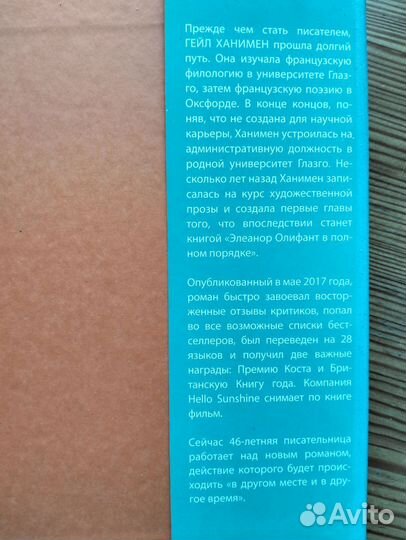 Прежде чем стать писателем,
ГЕЙЛ ХАНИМЕН прошла долгий
путь. Она изучала французскую
филологию в университете Глаз-
го, затем французскую поэзию в
Оксфорде. В конце концов, по-
няв, что не создана для научной
карьеры, Ханимен устроилась на
административную должность в
родной университет Глазго. Не-
сколько лет назад Ханимен запи-
салась на курс художественной
прозы и создала первые главы
того, что впоследствии станет
книгой «Элеанор Олифант в пол-
ном порядке».
Опубликованный в мае 2017 года,
роман быстро завоевал востор-
женные отзывы критиков, попал
во все возможные списки бест-
селлеров, был переведен на 28
языков и получил две важные
награды: Премию Коста и Бри-
танскую Книгу года. Компания
Hello Sunshine снимает по книге
фильм.
Сейчас 46-летняя писательница
работает над новым романом,
действие которого будет проис-
ходить «в другом месте и в дру-
гое время».
Avito